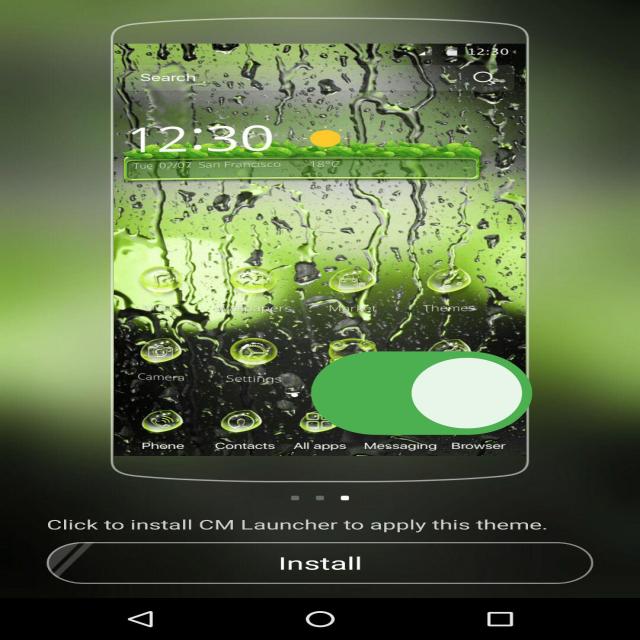 12:30
Search
12:30
Tue 07/07 San Francisco 18°C
Market Themes
Camera Settings
Phone Contacts All apps Messaging Browser
Click to install CM Launcher to apply this theme.
Install